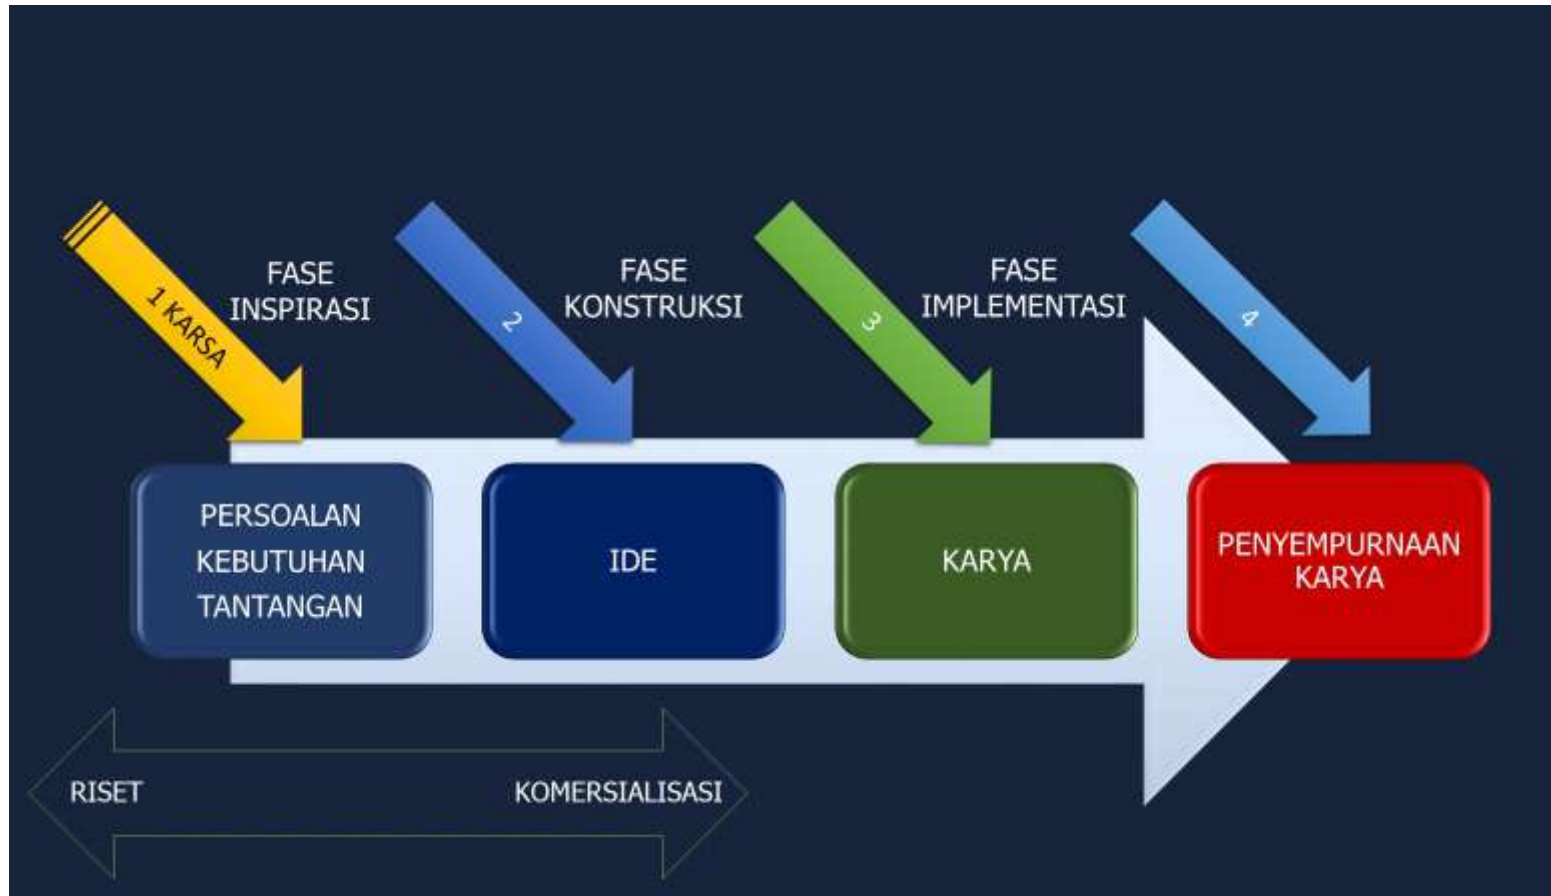 1 KARSA
FASE
INSPIRASI
2
FASE
KONSTRUKSI
3
FASE
IMPLEMENTASI
4
PERSOALAN
KEBUTUHAN
TANTANGAN
IDE
KARYA
PENYEMPURNAAN
KARYA
RISET
KOMERSIALISASI